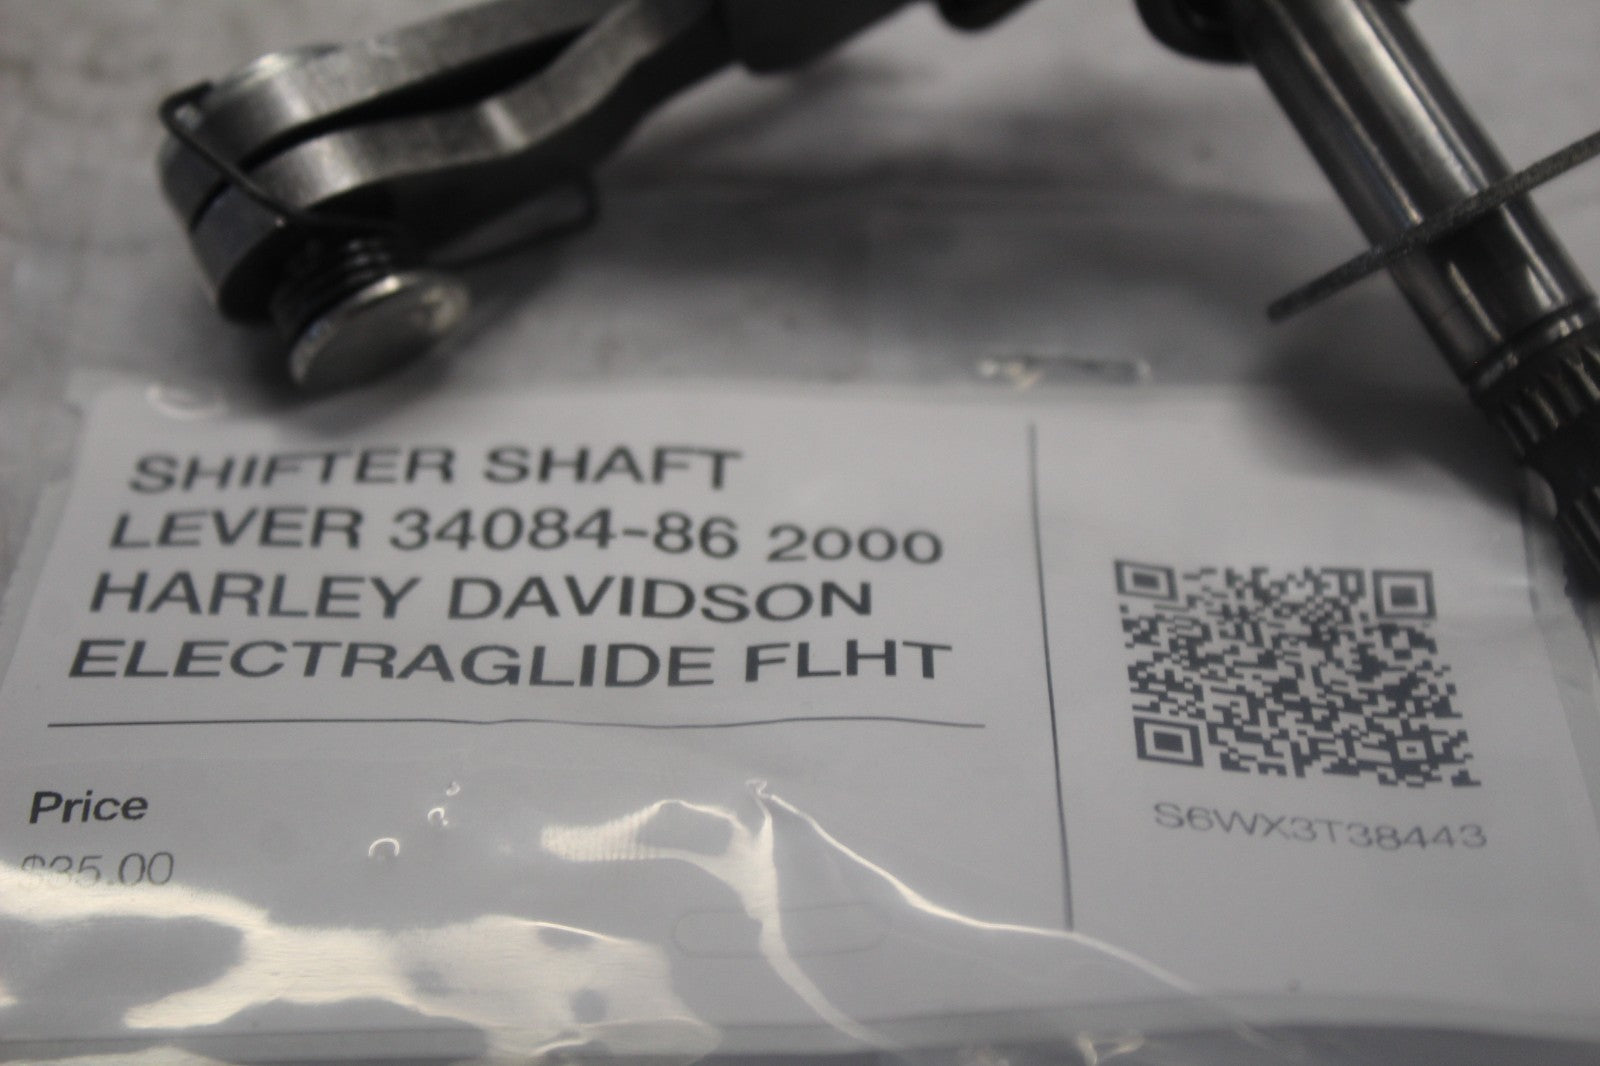 SHIFTER SHAFT
LEVER 34084-86 2000
HARLEY DAVIDSON
ELECTRAGLIDE FLHT
Price
$35.00
S6WX3T38443